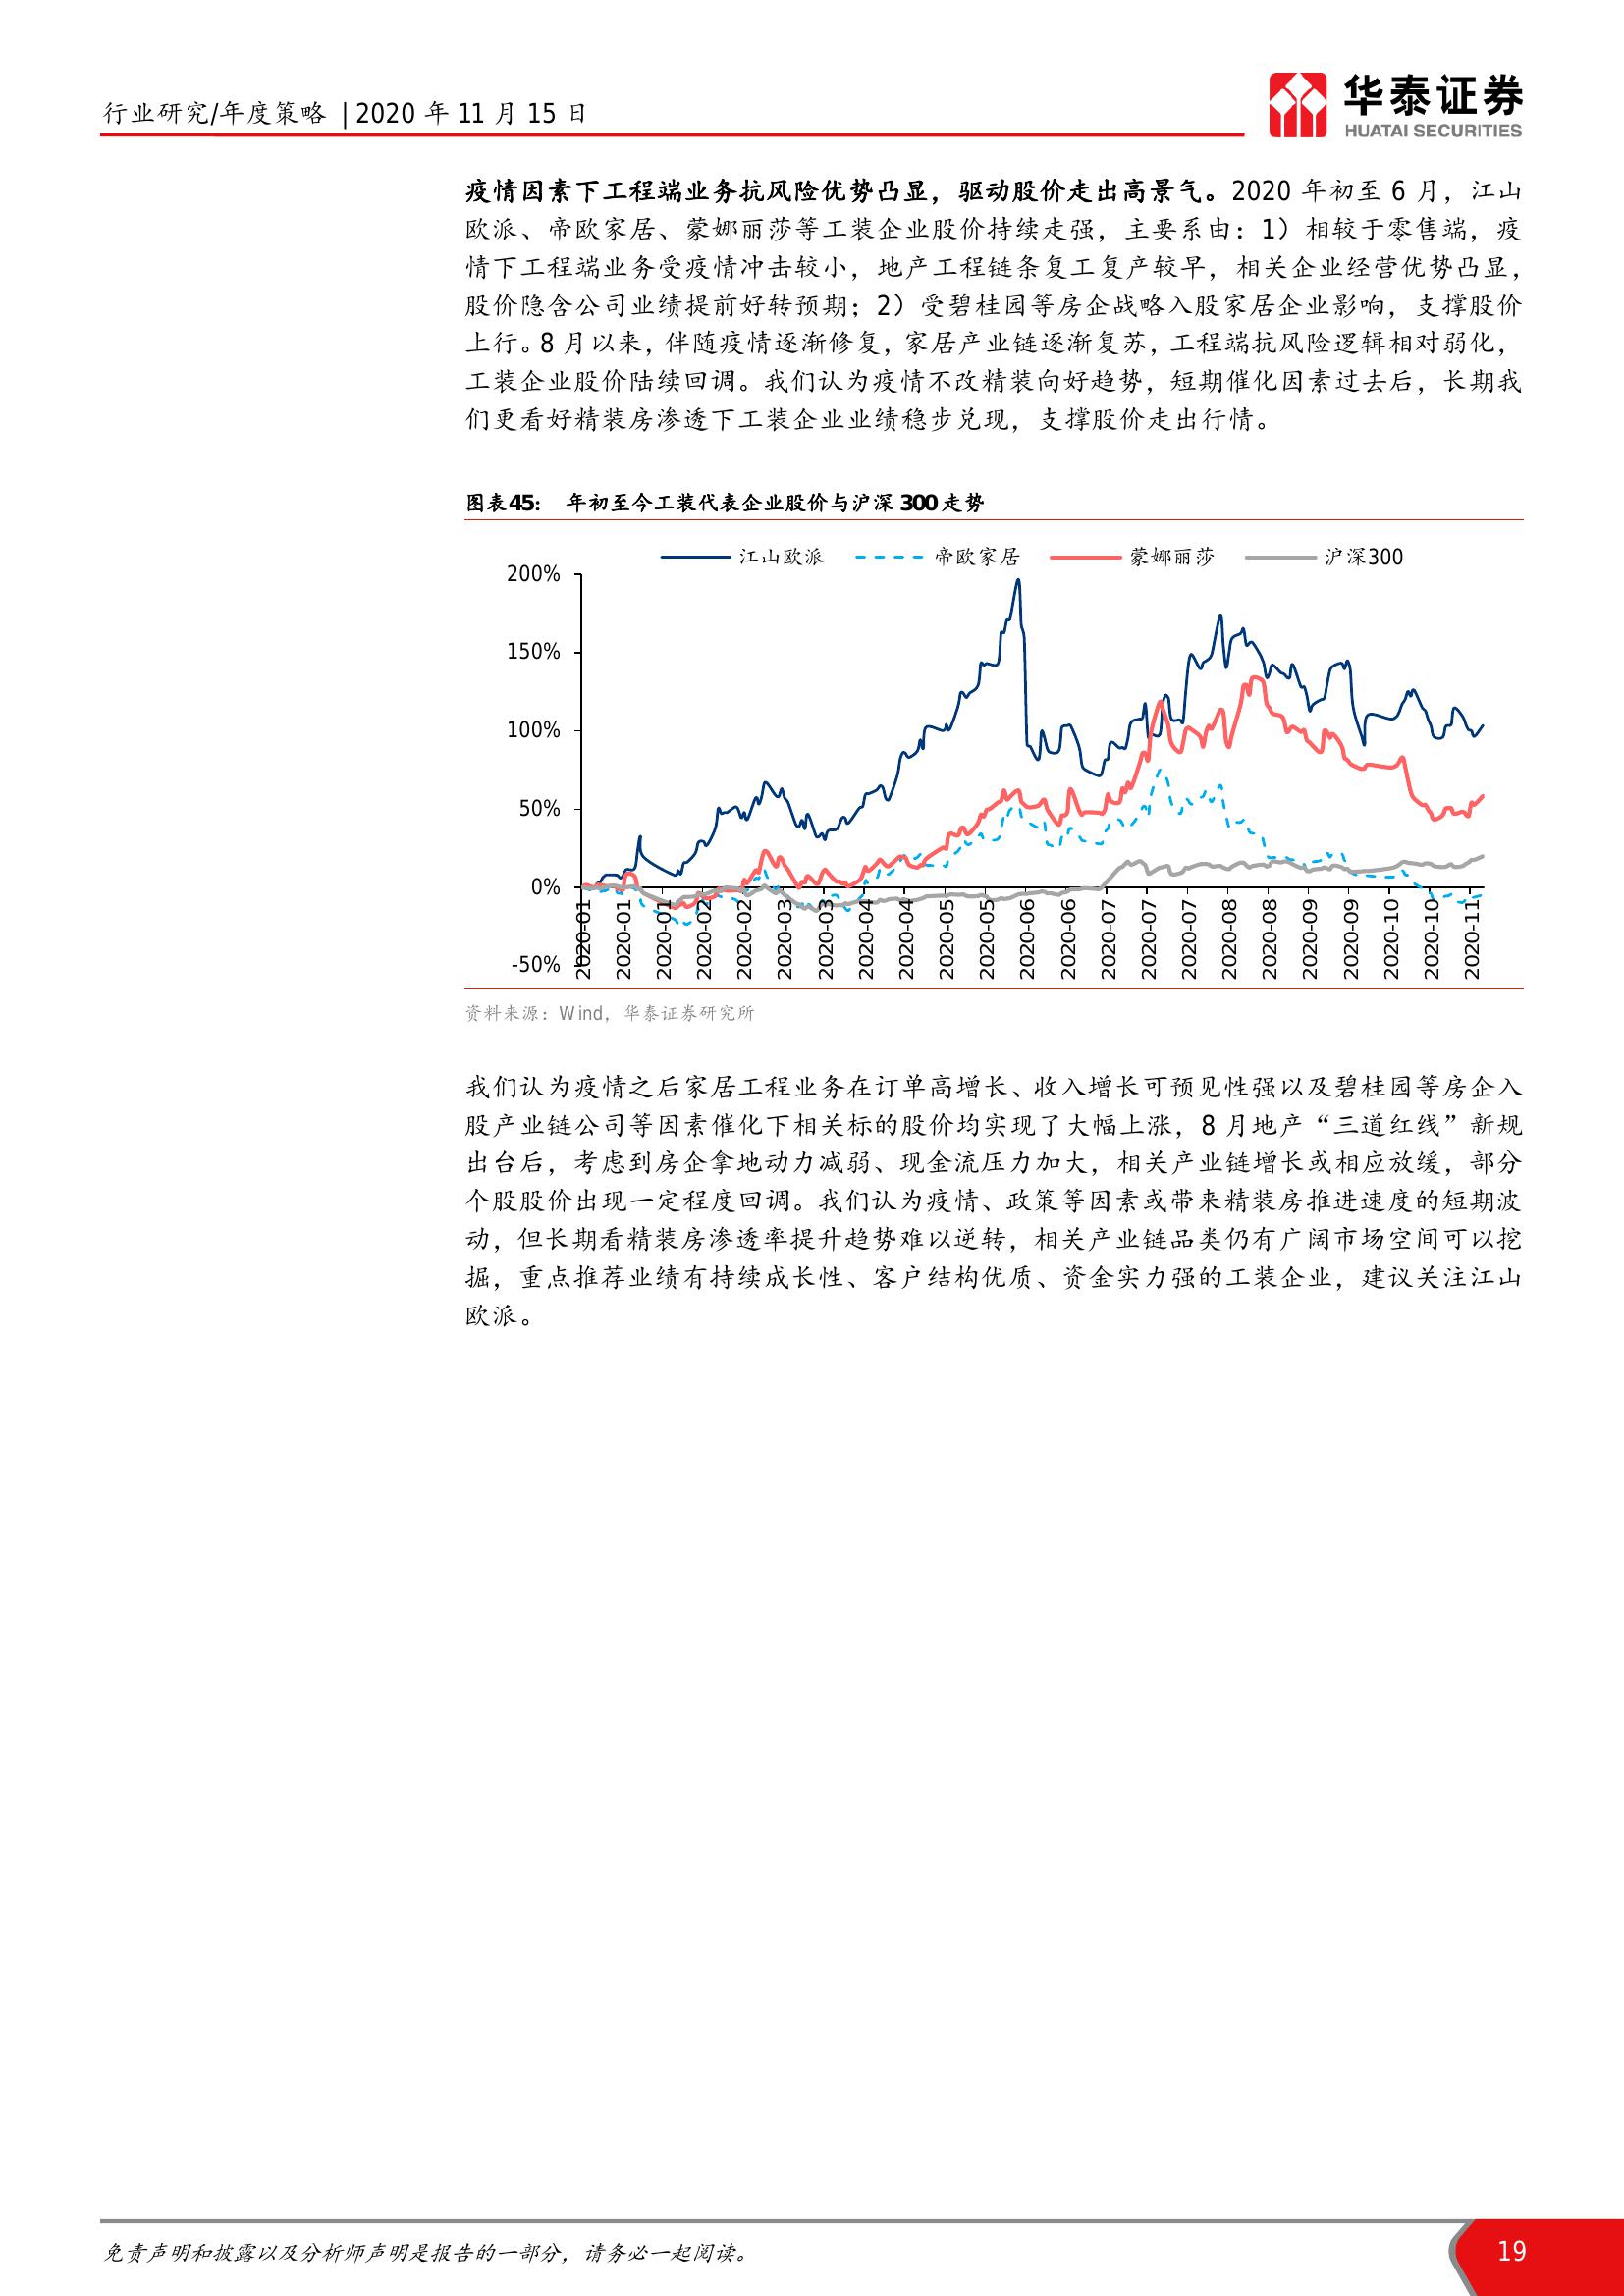 行业研究/年度策略 | 2020 年 11 月 15 日
华泰证券
HUATAI SECURITIES
疫情因素下工程端业务抗风险优势凸显，驱动股价走出高景气。2020 年初至 6 月，江山
欧派、帝欧家居、蒙娜丽莎等工装企业股价持续走强，主要系由：1）相较于零售端，疫
情下工程端业务受疫情冲击较小，地产工程链条复工复产较早，相关企业经营优势凸显，
股价隐含公司业绩提前好转预期；2）受碧桂园等房企战略入股家居企业影响，支撑股价
上行。8 月以来，伴随疫情逐渐修复，家居产业链逐渐复苏，工程端抗风险逻辑相对弱化，
工装企业股价陆续回调。我们认为疫情不改精装向好趋势，短期催化因素过去后，长期我
们更看好精装房渗透下工装企业业绩稳步兑现，支撑股价走出行情。
图表45： 年初至今工装代表企业股价与沪深 300 走势
江山欧派 帝欧家居 蒙娜丽莎 沪深300
200%
150%
100%
50%
0%
-50%
2020-01 2020-01 2020-01 2020-02 2020-02 2020-03 2020-03 2020-04 2020-04 2020-05 2020-05 2020-06 2020-06 2020-07 2020-07 2020-07 2020-08 2020-08 2020-09 2020-09 2020-10 2020-10 2020-11
资料来源：Wind，华泰证券研究所
我们认为疫情之后家居工程业务在订单高增长、收入增长可预见性强以及碧桂园等房企入
股产业链公司等因素催化下相关标的股价均实现了大幅上涨，8 月地产“三道红线”新规
出台后，考虑到房企拿地动力减弱、现金流压力加大，相关产业链增长或相应放缓，部分
个股股价出现一定程度回调。我们认为疫情、政策等因素或带来精装房推进速度的短期波
动，但长期看精装房渗透率提升趋势难以逆转，相关产业链品类仍有广阔市场空间可以挖
掘，重点推荐业绩有持续成长性、客户结构优质、资金实力强的工装企业，建议关注江山
欧派。
免责声明和披露以及分析师声明是报告的一部分，请务必一起阅读。
19